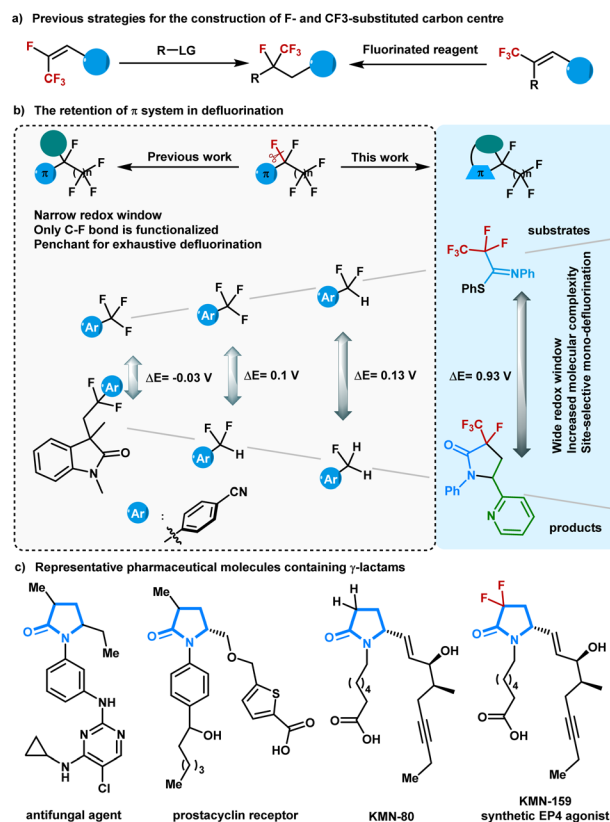 a) Previous strategies for the construction of F- and CF3-substituted carbon centre
F
CF3
R—LG
F
CF3
R
Fluorinated reagent
F3C
R
b) The retention of π system in defluorination
π
F
F
( )n
F
F
F
Previous work
F
F
π
( )n
F
F
F
This work
π
F
F
( )n
F
F
F
Narrow redox window
Only C-F bond is functionalized
Penchant for exhaustive defluorination
substrates
F
F3C
F
NPh
PhS
Ar
F
F
F
Ar
F
F
F
Ar
F
F
H
ΔE= -0.03 V
ΔE= 0.1 V
ΔE= 0.13 V
ΔE= 0.93 V
Wide redox window
Increased molecular complexity
Site-selective mono-defluorination
Ar
F
F
O
N
Ar
F
F
H
Ar
F
H
H
F3C
F
O
N
Ph
N
Ar
:
CN
products
c) Representative pharmaceutical molecules containing γ-lactams
Me
O
N
Me
NH
N
N
NH
Cl
Me
O
N
O
S
O
HO
OH
( )3
Me
H
H
O
N
OH
( )4
O
OH
Me
F
F
O
N
OH
( )4
O
OH
Me
antifungal agent
prostacyclin receptor
KMN-80
KMN-159
synthetic EP4 agonist